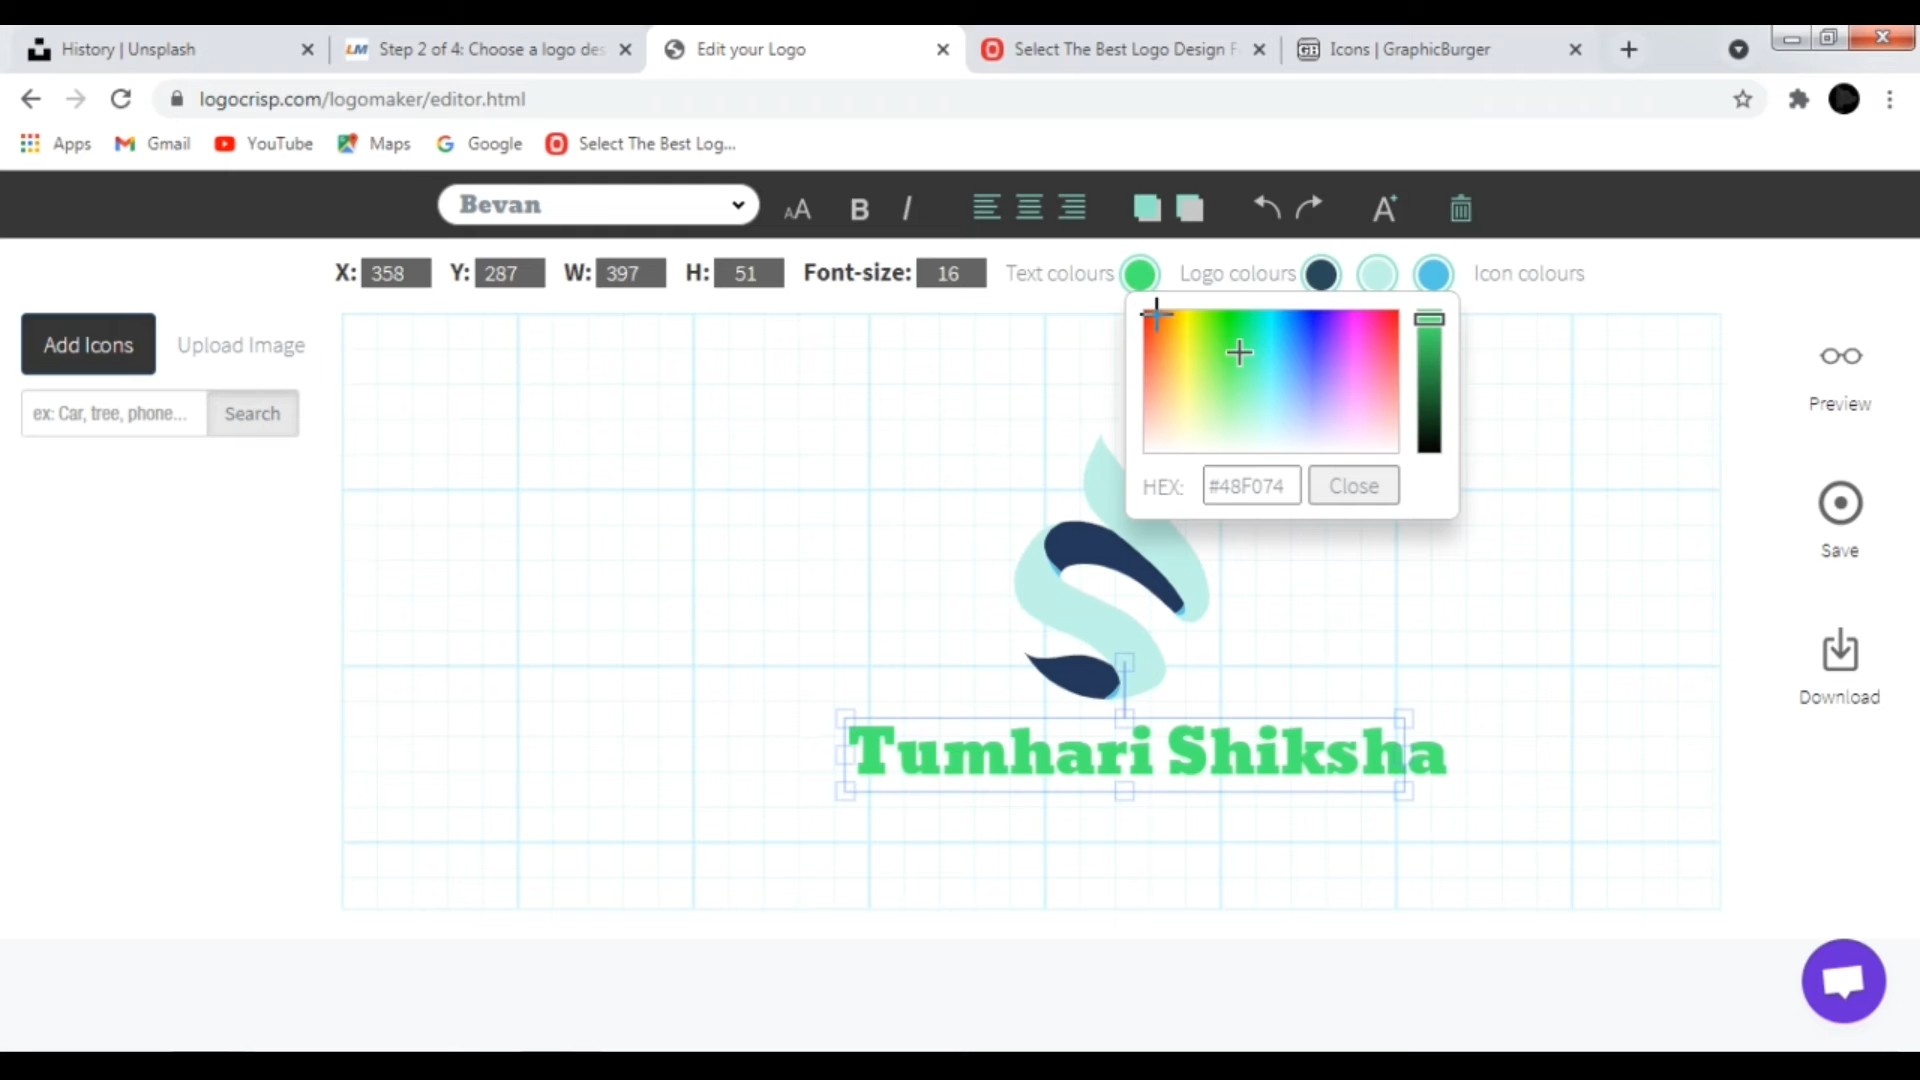 History | Unsplash
LM Step 2 of 4: Choose a logo des
Edit your Logo
Select The Best Logo Design F
GB Icons | GraphicBurger
logocrisp.com/logomaker/editor.html
Apps Gmail YouTube Maps Google Select The Best Log...
Bevan AA B I A+
X: 358 Y: 287 W: 397 H: 51 Font-size: 16 Text colours Logo colours Icon colours
Add Icons Upload Image
ex: Car, tree, phone... Search
HEX: #48F074 Close
Preview
Save
Download
Tumhari Shiksha